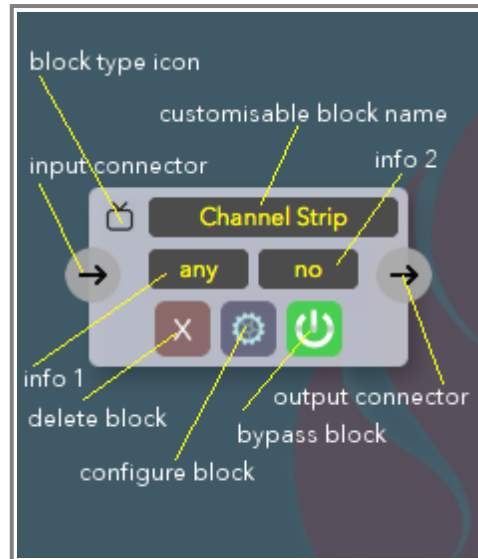 block type icon
customisable block name
input connector
info 2
Channel Strip
any
no
X
info 1
output connector
delete block
bypass block
configure block